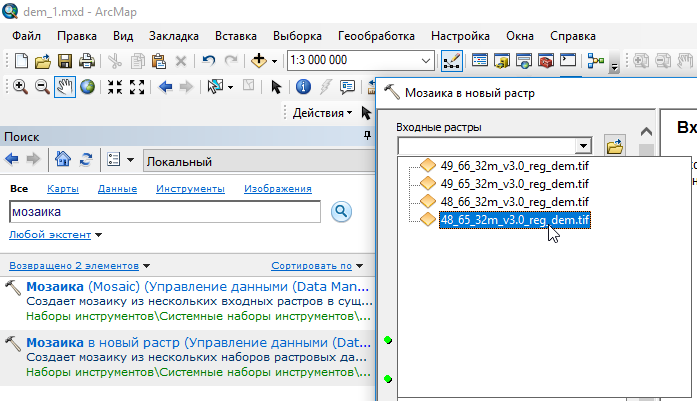 dem_1.mxd - ArcMap
Файл Правка Вид Закладка Вставка Выборка Геообработка Настройка Окна Справка
1:3 000 000
Действия
Мозаика в новый растр
Поиск
Входные растры
Вх
Локальный
49_66_32m_v3.0_reg_dem.tif
49_65_32m_v3.0_reg_dem.tif
48_66_32m_v3.0_reg_dem.tif
48_65_32m_v3.0_reg_dem.tif
Все Карты Данные Инструменты Изображения
мозаика
Любой экстент
Возвращено 2 элементов Сортировать по
Мозаика (Mosaic) (Управление данными (Data Man...
Создает мозаику из нескольких входных растров в сущ...
Наборы инструментов\Системные наборы инструментов\...
Мозаика в новый растр (Управление данными (Dat...
Создает мозаику из нескольких наборов растровых да...
Наборы инструментов\Системные наборы инструментов\...